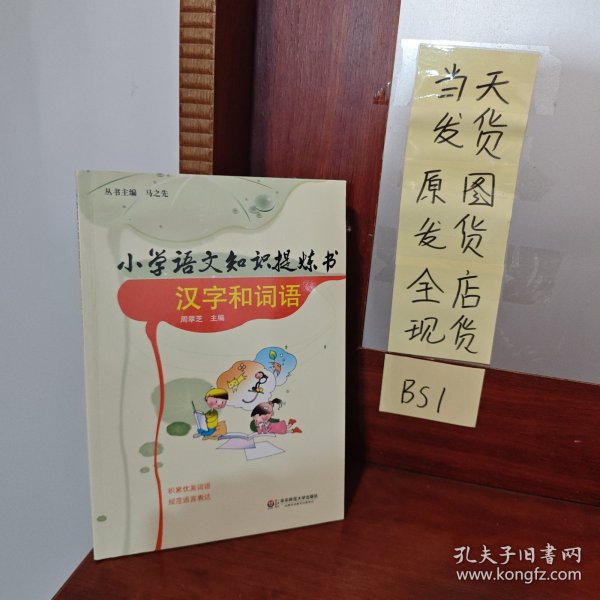 丛书主编 马之先
小学语文知识提炼书
汉字和词语
周翠芝 主编
积累优美词语
规范语言表达
华东师范大学出版社
当天
发货
原图
发货
全店
现货
BS1
孔夫子旧书网
www.kongfz.com